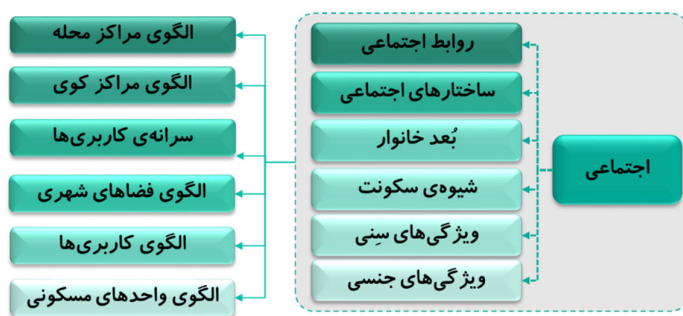 اجتماعی
روابط اجتماعی
ساختارهای اجتماعی
بُعد خانوار
شیوه‌ی سکونت
ویژگی‌های سِنی
ویژگی‌های جنسی
الگوی مراکز محله
الگوی مراکز کوی
سرانه‌ی کاربری‌ها
الگوی فضاهای شهری
الگوی کاربری‌ها
الگوی واحدهای مسکونی